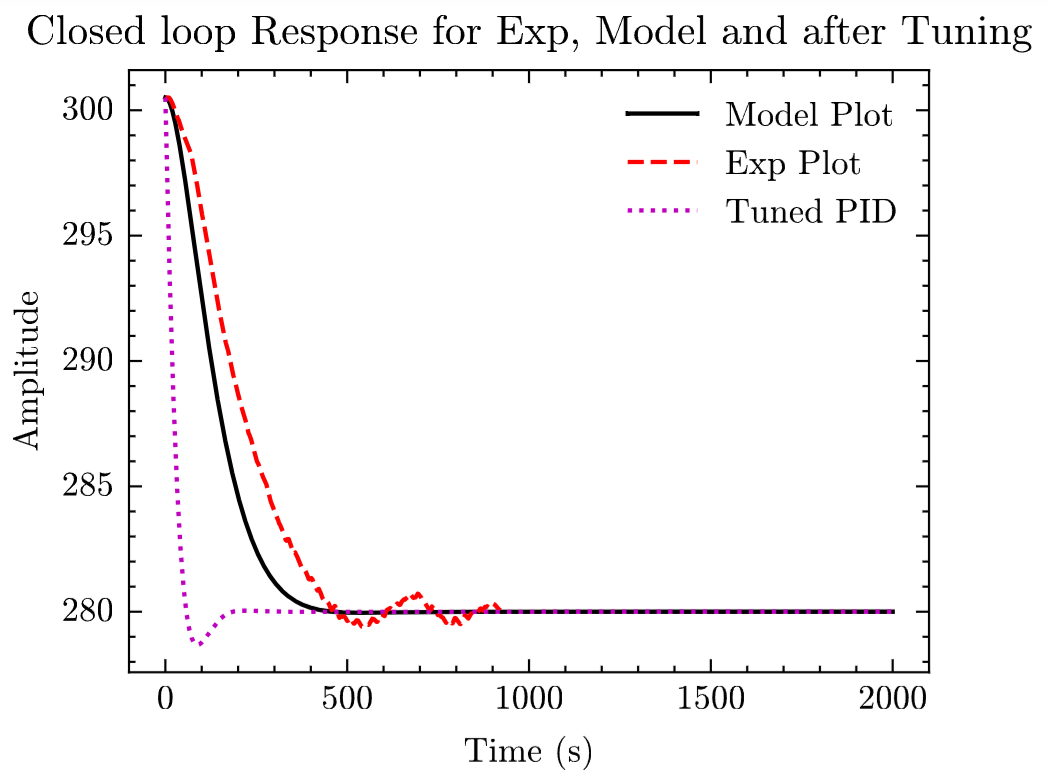 Closed loop Response for Exp, Model and after Tuning
300
295
290
285
280
Amplitude
Model Plot
Exp Plot
Tuned PID
0 500 1000 1500 2000
Time (s)